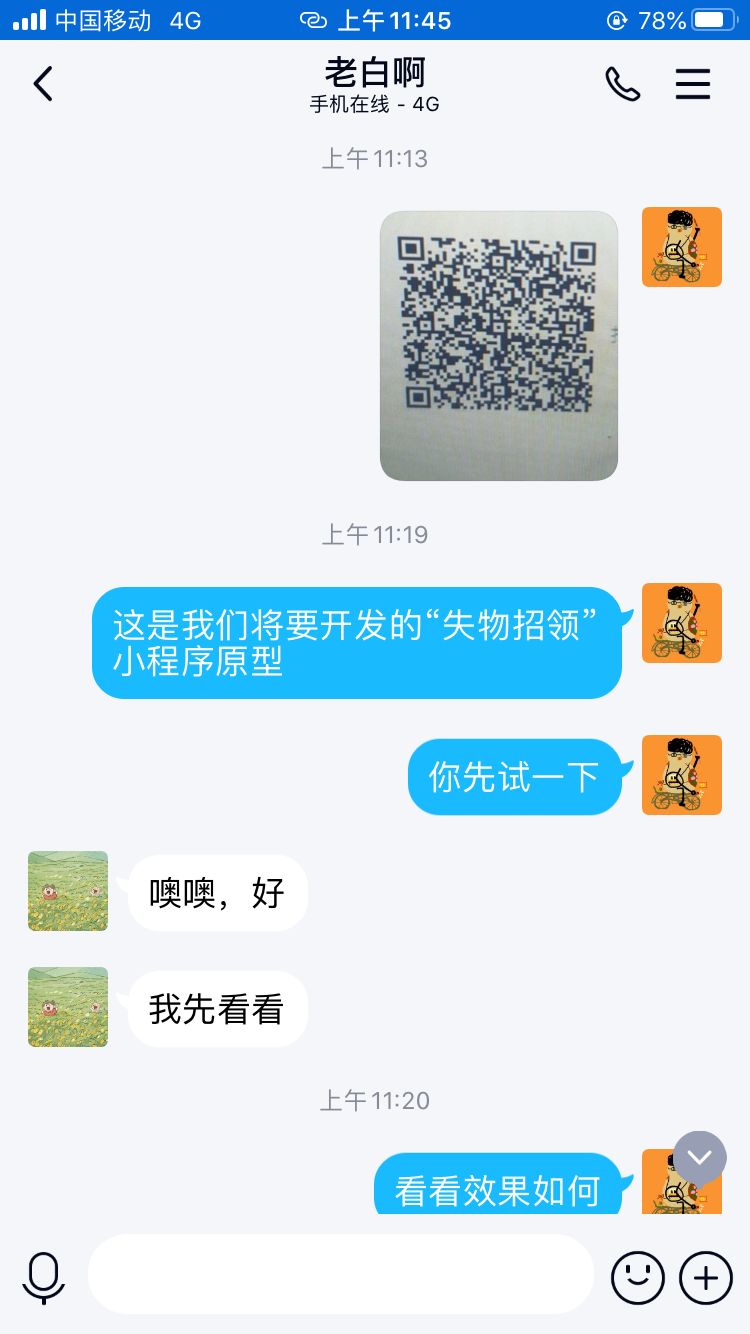 中国移动 4G 上午11:45 78%
老白啊
手机在线 - 4G
上午11:13
上午11:19
这是我们将要开发的“失物招领”
小程序原型
你先试一下
噢噢，好
我先看看
上午11:20
看看效果如何